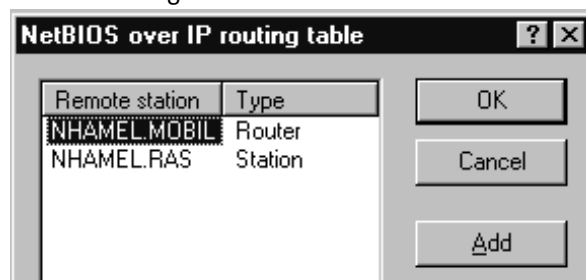 NetBIOS over IP routing table ? ×
Remote station Type OK
NHAMEL.MOBIL Router
NHAMEL.RAS Station Cancel
Add